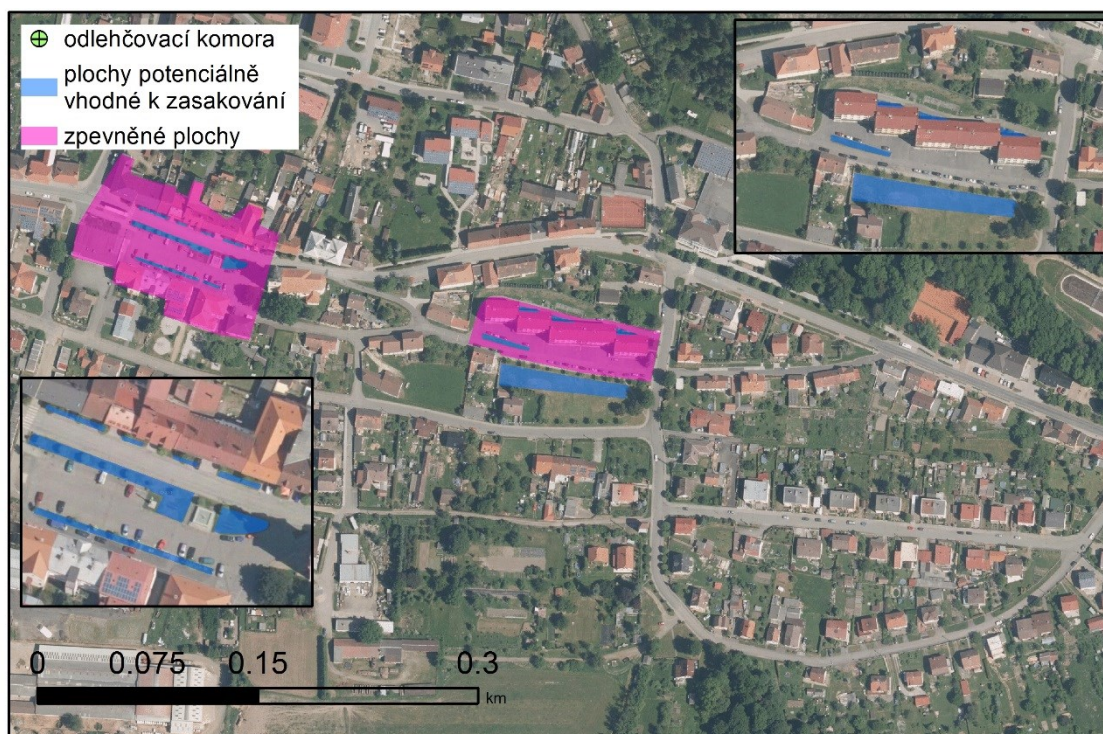 odlehčovací komora
plochy potenciálně
vhodné k zasakování
zpevněné plochy
0 0.075 0.15 0.3
km